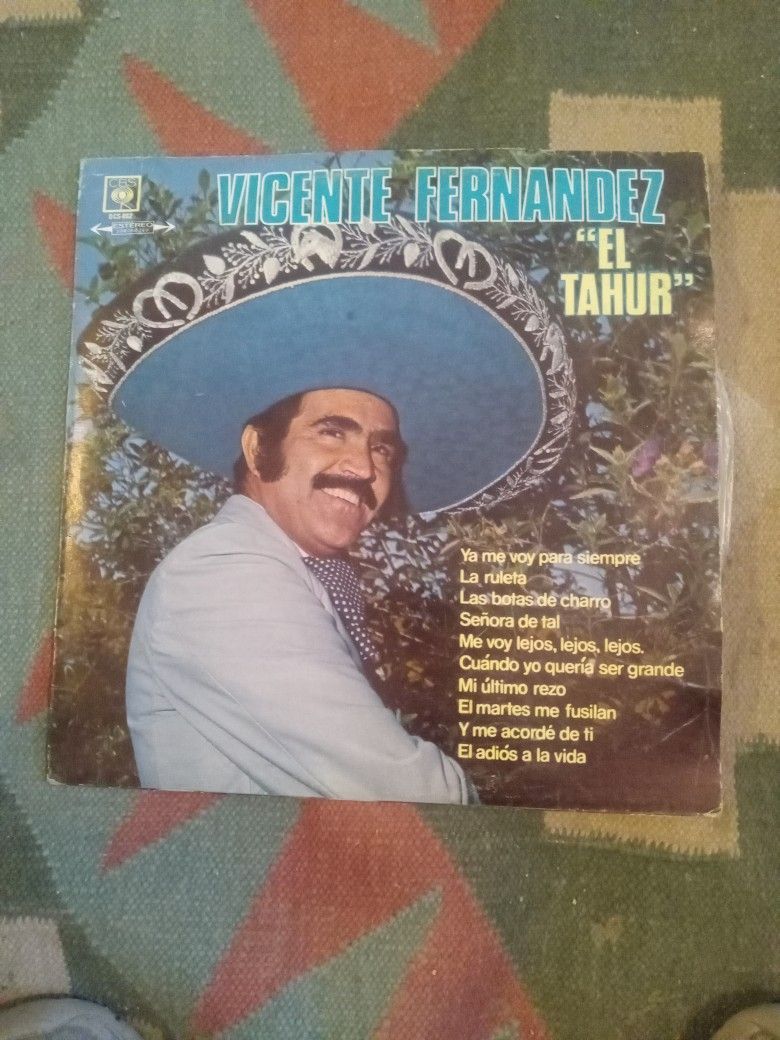 CBS
DCS-802
ESTEREO
VICENTE FERNANDEZ
"EL
TAHUR"
Ya me voy para siempre
La ruleta
Las botas de charro
Señora de tal
Me voy lejos, lejos, lejos.
Cuándo yo quería ser grande
Mi último rezo
El martes me fusilan
Y me acordé de ti
El adiós a la vida